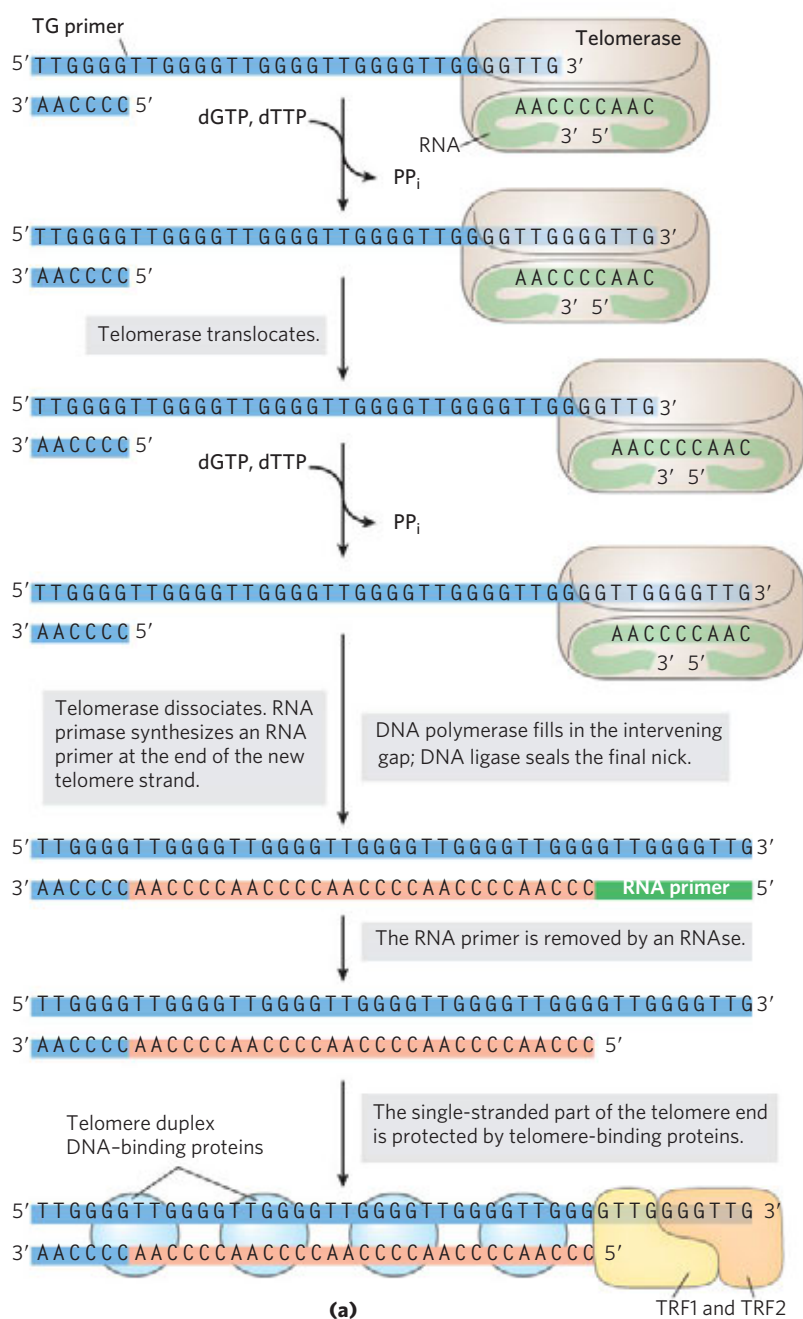 TG primer
Telomerase
5′ TTGGGGTTGGGGTTGGGGTTGGGGTTGGGGTTG 3′
3′ AACCCC 5′
AACCCCAAC
dGTP, dTTP
RNA
3′ 5′
PPi
5′ TTGGGGTTGGGGTTGGGGTTGGGGTTGGGGTTGGGGTTG 3′
3′ AACCCC 5′
AACCCCAAC
3′ 5′
Telomerase translocates.
5′ TTGGGGTTGGGGTTGGGGTTGGGGTTGGGGTTGGGGTTG 3′
3′ AACCCC 5′
AACCCCAAC
dGTP, dTTP
3′ 5′
PPi
5′ TTGGGGTTGGGGTTGGGGTTGGGGTTGGGGTTGGGGTTGGGGTTG 3′
3′ AACCCC 5′
AACCCCAAC
3′ 5′
Telomerase dissociates. RNA
primase synthesizes an RNA
primer at the end of the new
telomere strand.
DNA polymerase fills in the intervening
gap; DNA ligase seals the final nick.
5′ TTGGGGTTGGGGTTGGGGTTGGGGTTGGGGTTGGGGTTGGGGTTG 3′
3′ AACCCCAACCCCAACCCCAACCCCAACCCCAACCC RNA primer 5′
The RNA primer is removed by an RNAse.
5′ TTGGGGTTGGGGTTGGGGTTGGGGTTGGGGTTGGGGTTGGGGTTG 3′
3′ AACCCCAACCCCAACCCCAACCCCAACCCCAACCC 5′
Telomere duplex
DNA–binding proteins
The single-stranded part of the telomere end
is protected by telomere-binding proteins.
5′ TTGGGGTTGGGGTTGGGGTTGGGGTTGGGGTTGGGGTTGGGGTTG 3′
3′ AACCCCAACCCCAACCCCAACCCCAACCCCAACCC 5′
(a)
TRF1 and TRF2